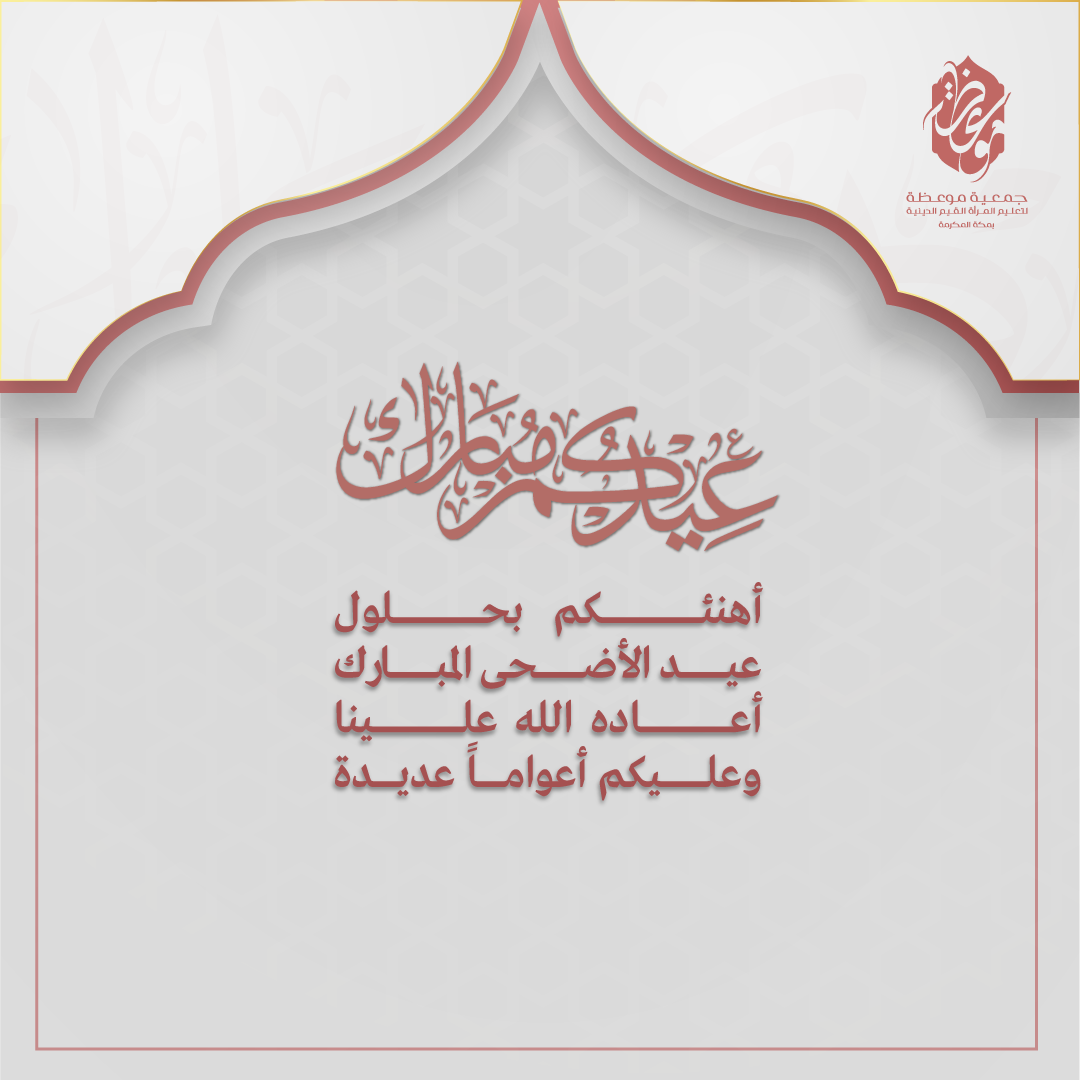 موعظة
جمعية موعظة
لتعليم المرأة القيم الدينية
بمكة المكرمة
عيدكم مبارك
أهنئكم بحلول
عيد الأضحى المبارك
أعاده الله علينا
وعليكم أعواماً عديدة